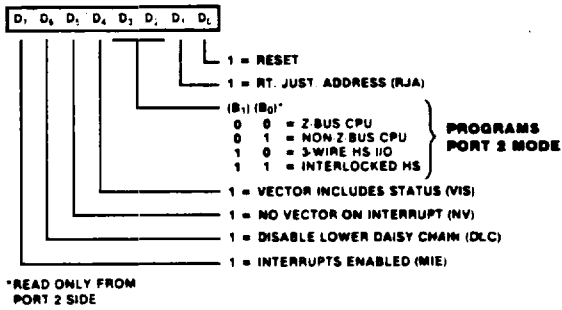 D7 D6 D5 D4 D3 D2 D1 D0
1 = RESET
1 = RT. JUST. ADDRESS (RJA)
(B1) (B0)*
0 0 = Z-BUS CPU
0 1 = NON-Z-BUS CPU
1 0 = 3-WIRE HS I/O
1 1 = INTERLOCKED HS
PROGRAMS
PORT 2 MODE
1 = VECTOR INCLUDES STATUS (VIS)
1 = NO VECTOR ON INTERRUPT (NV)
1 = DISABLE LOWER DAISY CHAIN (DLC)
1 = INTERRUPTS ENABLED (MIE)
*READ ONLY FROM
PORT 2 SIDE